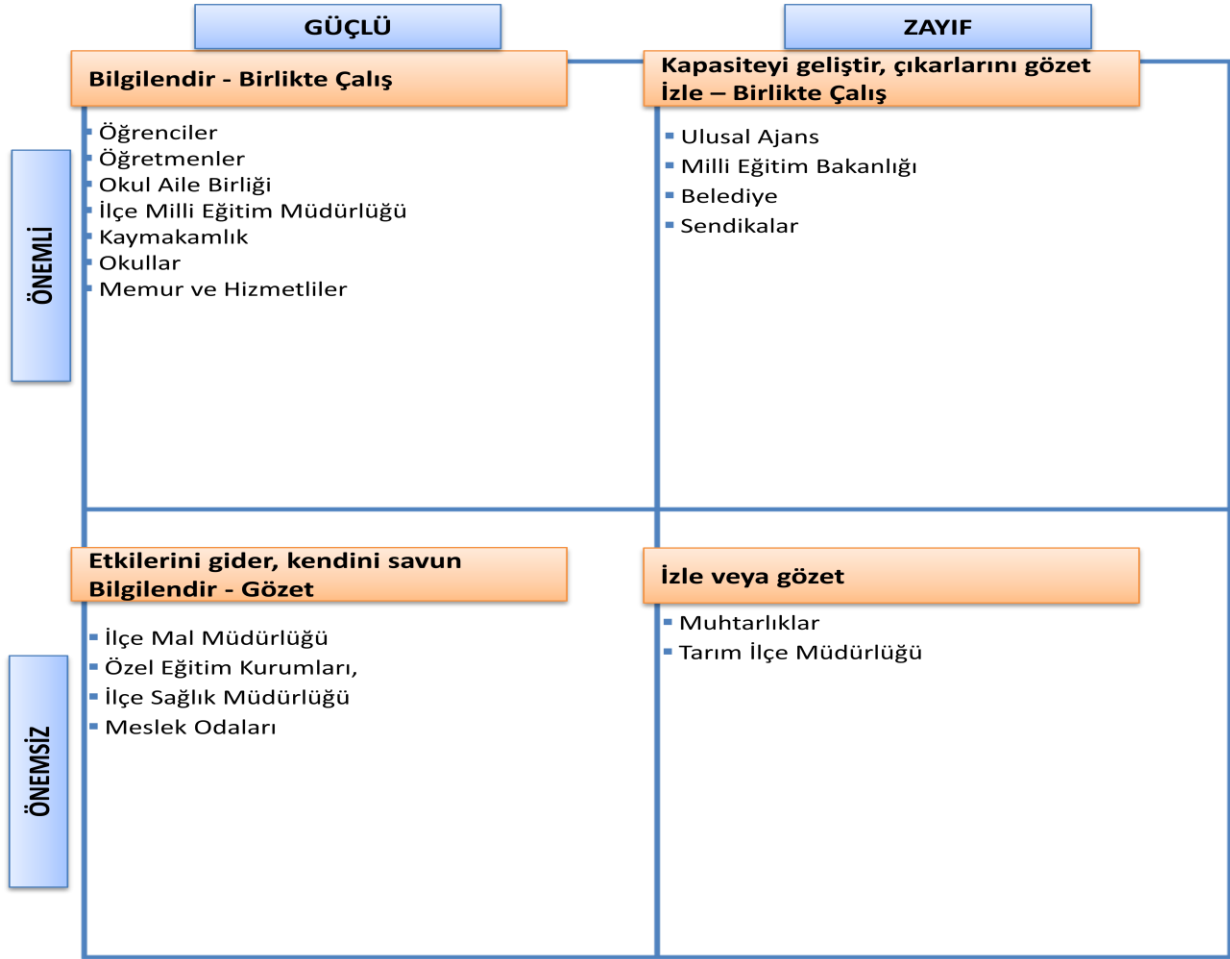 GÜÇLÜ
ZAYIF
ÖNEMLİ
Bilgilendir - Birlikte Çalış
Öğrenciler
Öğretmenler
Okul Aile Birliği
İlçe Milli Eğitim Müdürlüğü
Kaymakamlık
Okullar
Memur ve Hizmetliler
Kapasiteyi geliştir, çıkarlarını gözet
İzle – Birlikte Çalış
Ulusal Ajans
Milli Eğitim Bakanlığı
Belediye
Sendikalar
ÖNEMSİZ
Etkilerini gider, kendini savun
Bilgilendir - Gözet
İlçe Mal Müdürlüğü
Özel Eğitim Kurumları,
İlçe Sağlık Müdürlüğü
Meslek Odaları
İzle veya gözet
Muhtarlıklar
Tarım İlçe Müdürlüğü